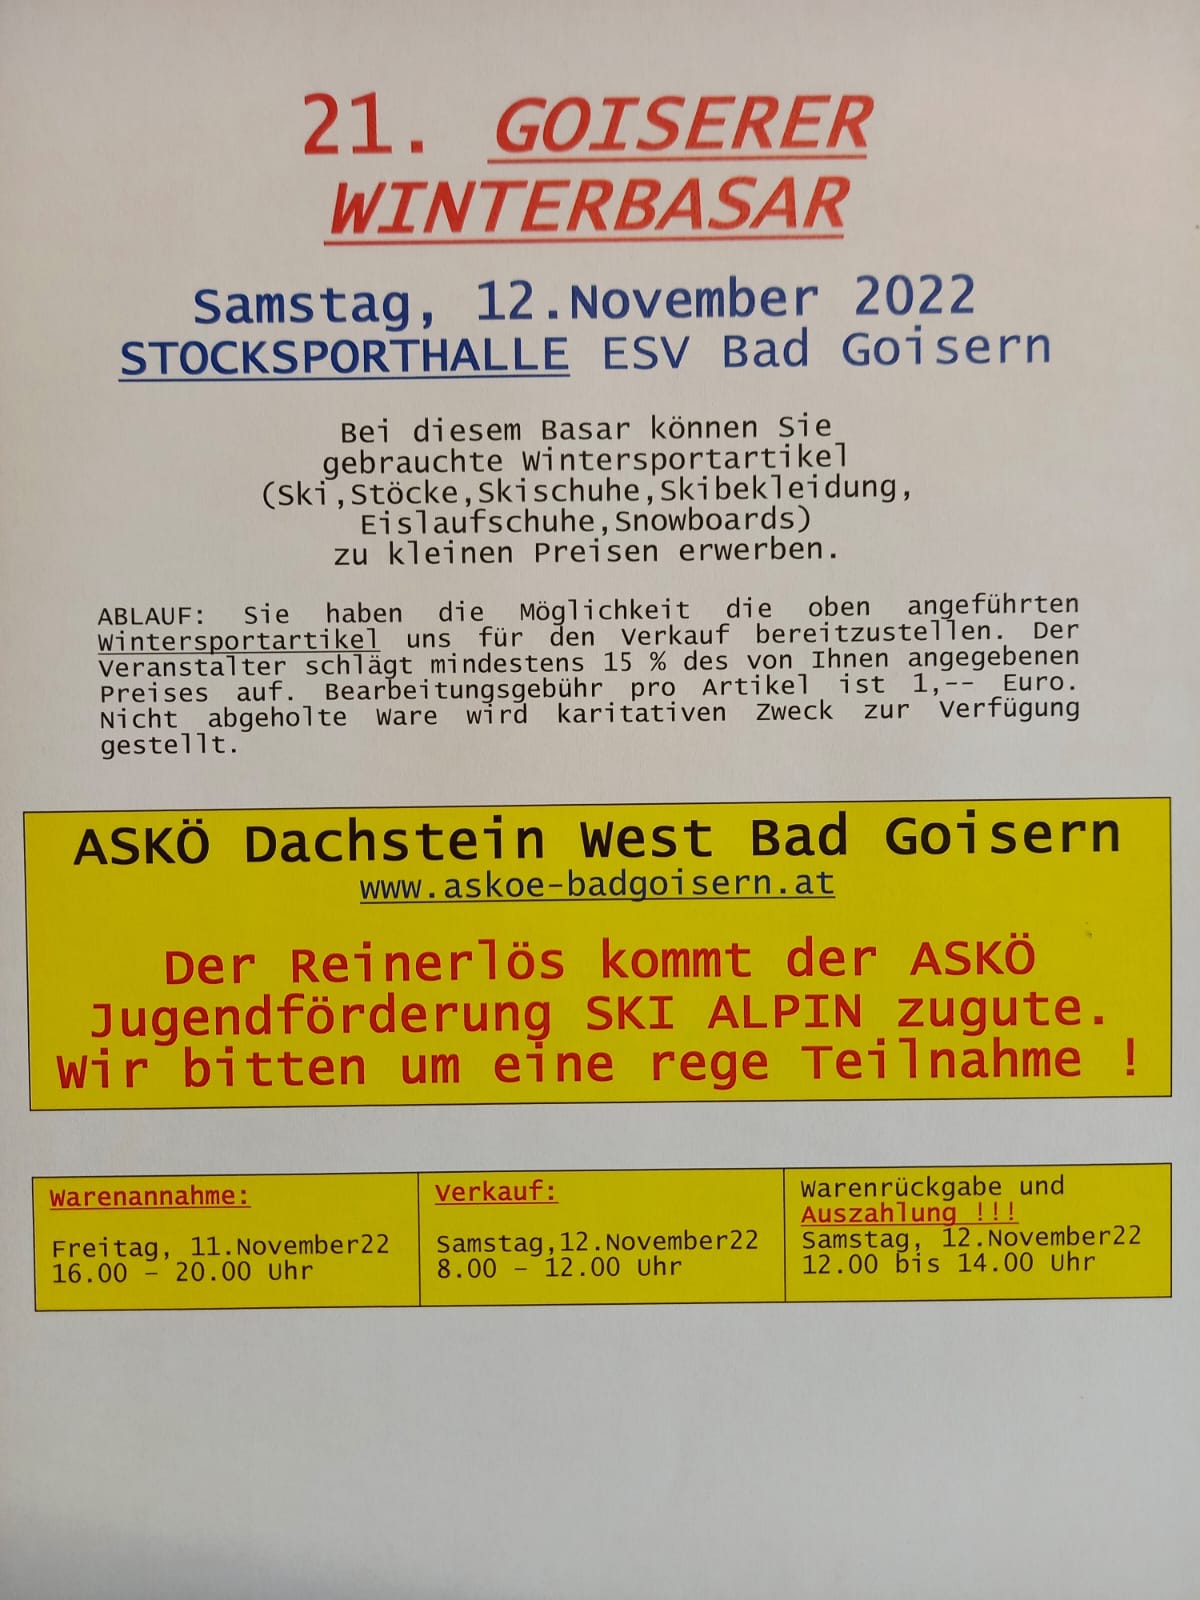 21. GOISERER
WINTERBASAR
Samstag, 12.November 2022
STOCKSPORTHALLE ESV Bad Goisern
Bei diesem Basar können Sie
gebrauchte Wintersportartikel
(Ski,Stöcke,Skischuhe,Skibekleidung,
Eislaufschuhe,Snowboards)
zu kleinen Preisen erwerben.
ABLAUF: Sie haben die Möglichkeit die oben angeführten
Wintersportartikel uns für den Verkauf bereitzustellen. Der
Veranstalter schlägt mindestens 15 % des von Ihnen angegebenen
Preises auf. Bearbeitungsgebühr pro Artikel ist 1,-- Euro.
Nicht abgeholte Ware wird karitativen Zweck zur Verfügung
gestellt.
ASKÖ Dachstein West Bad Goisern
www.askoe-badgoisern.at
Der Reinerlös kommt der ASKÖ
Jugendförderung SKI ALPIN zugute.
Wir bitten um eine rege Teilnahme !
Warenannahme:
Freitag, 11.November22
16.00 – 20.00 Uhr
Verkauf:
Samstag,12.November22
8.00 – 12.00 Uhr
Warenrückgabe und
Auszahlung !!!
Samstag, 12.November22
12.00 bis 14.00 Uhr